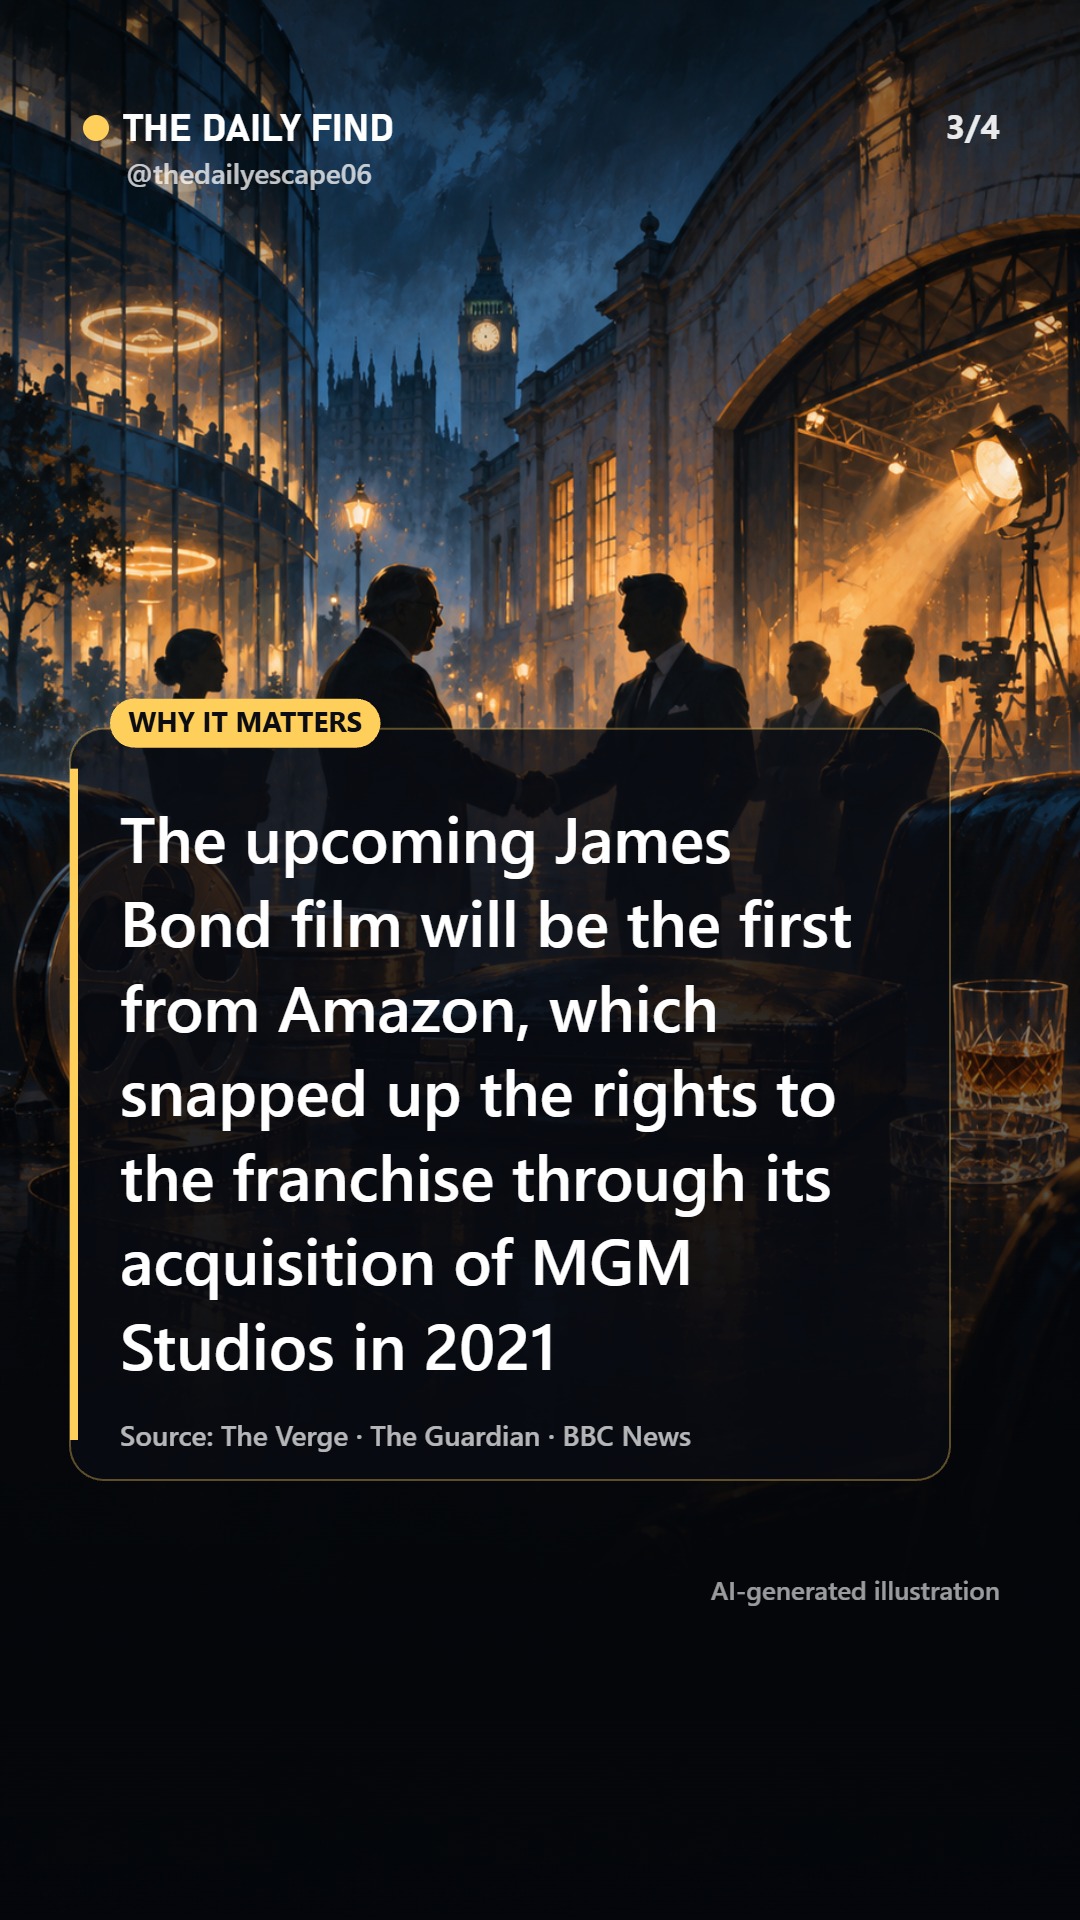 THE DAILY FIND
3/4
@thedailyescape06
WHY IT MATTERS
The upcoming James
Bond film will be the first
from Amazon, which
snapped up the rights to
the franchise through its
acquisition of MGM
Studios in 2021
Source: The Verge · The Guardian · BBC News
AI-generated illustration